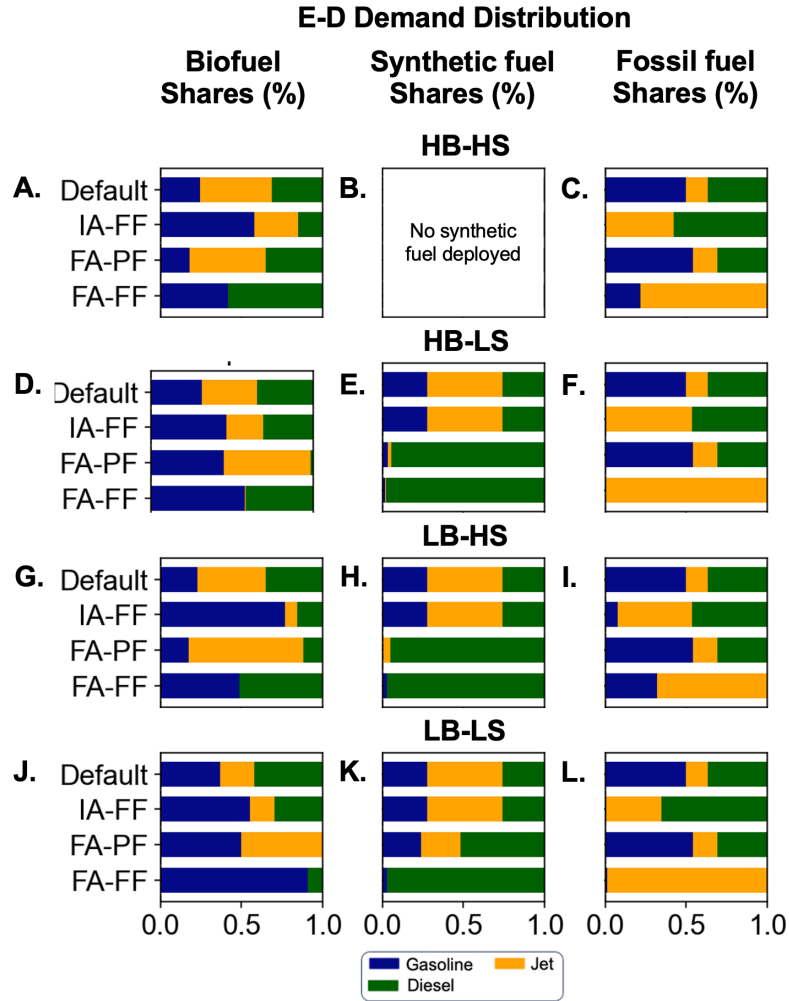 E-D Demand Distribution
Biofuel Shares (%)
Synthetic fuel Shares (%)
Fossil fuel Shares (%)
HB-HS
A.
Default
IA-FF
FA-PF
FA-FF
B.
No synthetic
fuel deployed
C.
HB-LS
D.
Default
IA-FF
FA-PF
FA-FF
E.
F.
LB-HS
G.
Default
IA-FF
FA-PF
FA-FF
H.
I.
LB-LS
J.
Default
IA-FF
FA-PF
FA-FF
K.
L.
0.0 0.5 1.0
0.0 0.5 1.0
0.0 0.5 1.0
Gasoline
Jet
Diesel